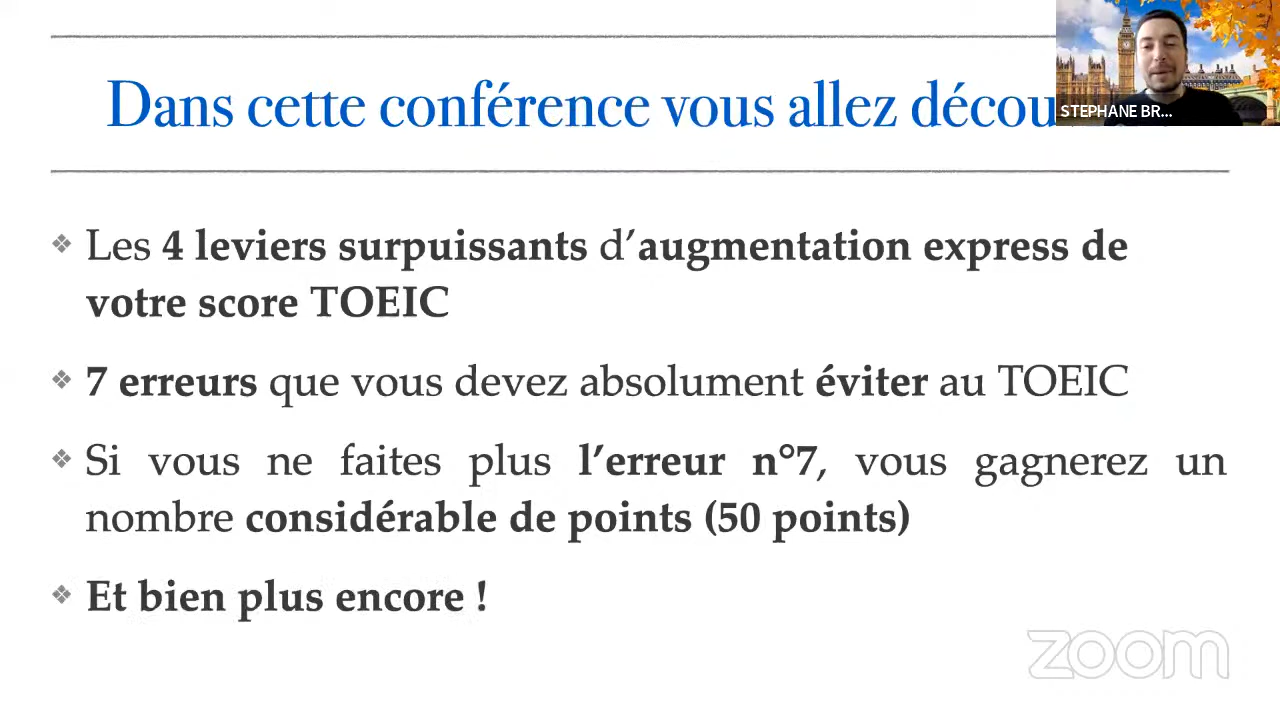 Dans cette conférence vous allez décou
STEPHANE BR...
❖ Les 4 leviers surpuissants d’augmentation express de
votre score TOEIC
❖ 7 erreurs que vous devez absolument éviter au TOEIC
❖ Si vous ne faites plus l’erreur n°7, vous gagnerez un
nombre considérable de points (50 points)
❖ Et bien plus encore !
zoom